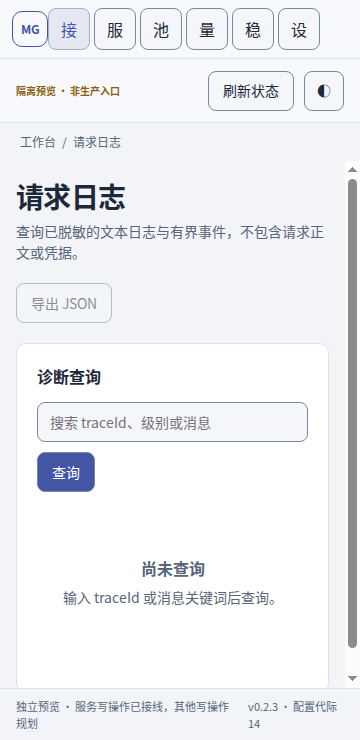 MG 接 服 池 量 稳 设
隔离预览 · 非生产入口 刷新状态
工作台 / 请求日志
请求日志
查询已脱敏的文本日志与有界事件，不包含请求正
文或凭据。
导出 JSON
诊断查询
搜索 traceId、级别或消息
查询
尚未查询
输入 traceId 或消息关键词后查询。
独立预览 · 服务写操作已接线，其他写操作
规划
v0.2.3 · 配置代际
14